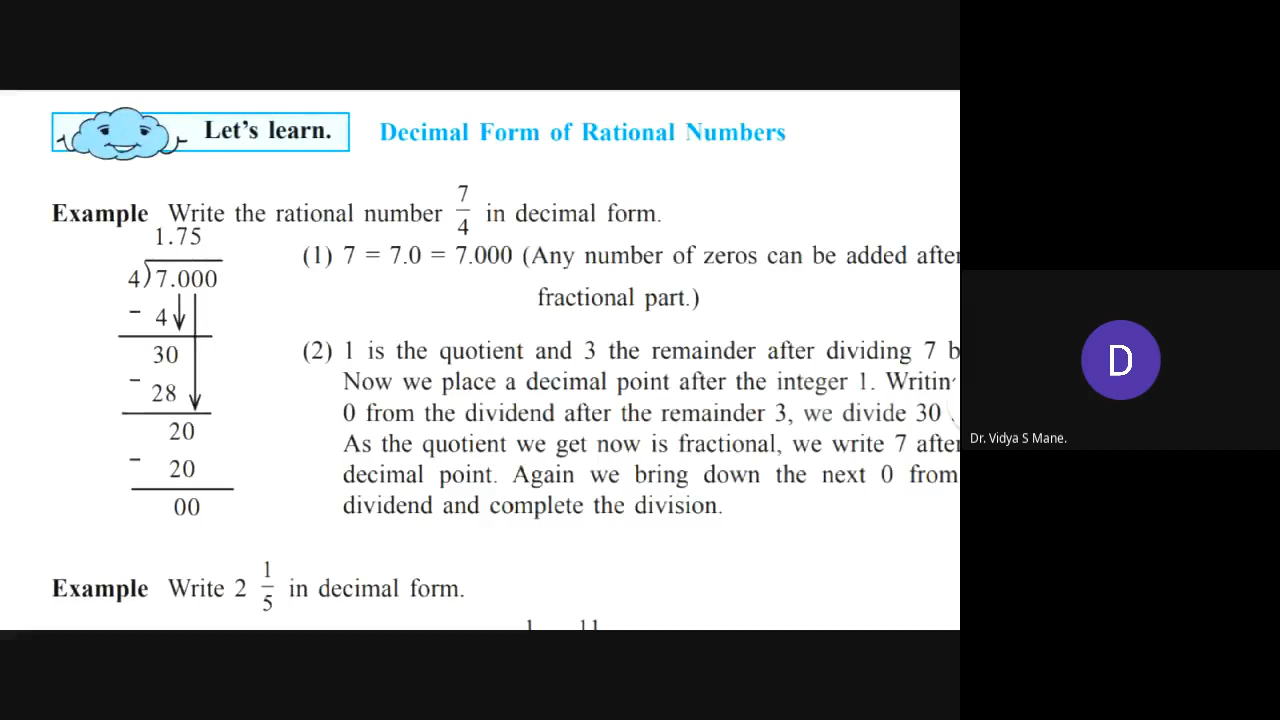 Let's learn. Decimal Form of Rational Numbers
Example Write the rational number 7/4 in decimal form.
1.75
4)7.000
- 4
30
- 28
20
- 20
00
(1) 7 = 7.0 = 7.000 (Any number of zeros can be added after
fractional part.)
(2) 1 is the quotient and 3 the remainder after dividing 7
Now we place a decimal point after the integer 1.
0 from the dividend after the remainder 3, we divide 30
As the quotient we get now is fractional, we write 7 after
decimal point. Again we bring down the next 0 from
dividend and complete the division.
Example Write 2 1/5 in decimal form.
D
Dr. Vidya S Mane.